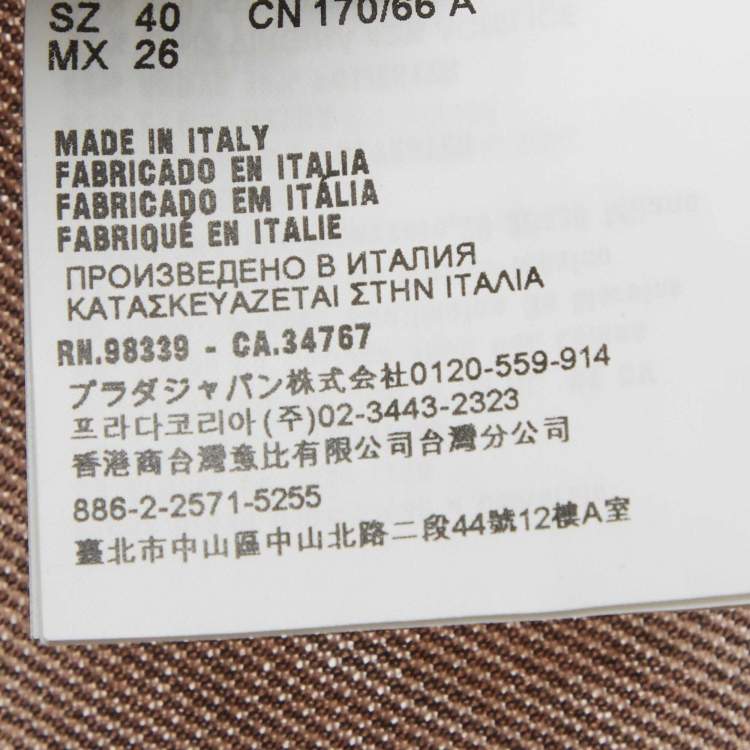 SZ 40 CN 170/66 A
MX 26
MADE IN ITALY
FABRICADO EN ITALIA
FABRICADO EM ITÁLIA
FABRIQUÉ EN ITALIE
ПРОИЗВЕДЕНО В ИТАЛИЯ
ΚΑΤΑΣΚΕΥΑΖΕΤΑΙ ΣΤΗΝ ΙΤΑΛΙΑ
RN.98339 - CA.34767
プラダジャパン株式会社0120-559-914
프라다코리아(주)02-3443-2323
香港商台灣意比有限公司台灣分公司
886-2-2571-5255
臺北市中山區中山北路二段44號12樓A室